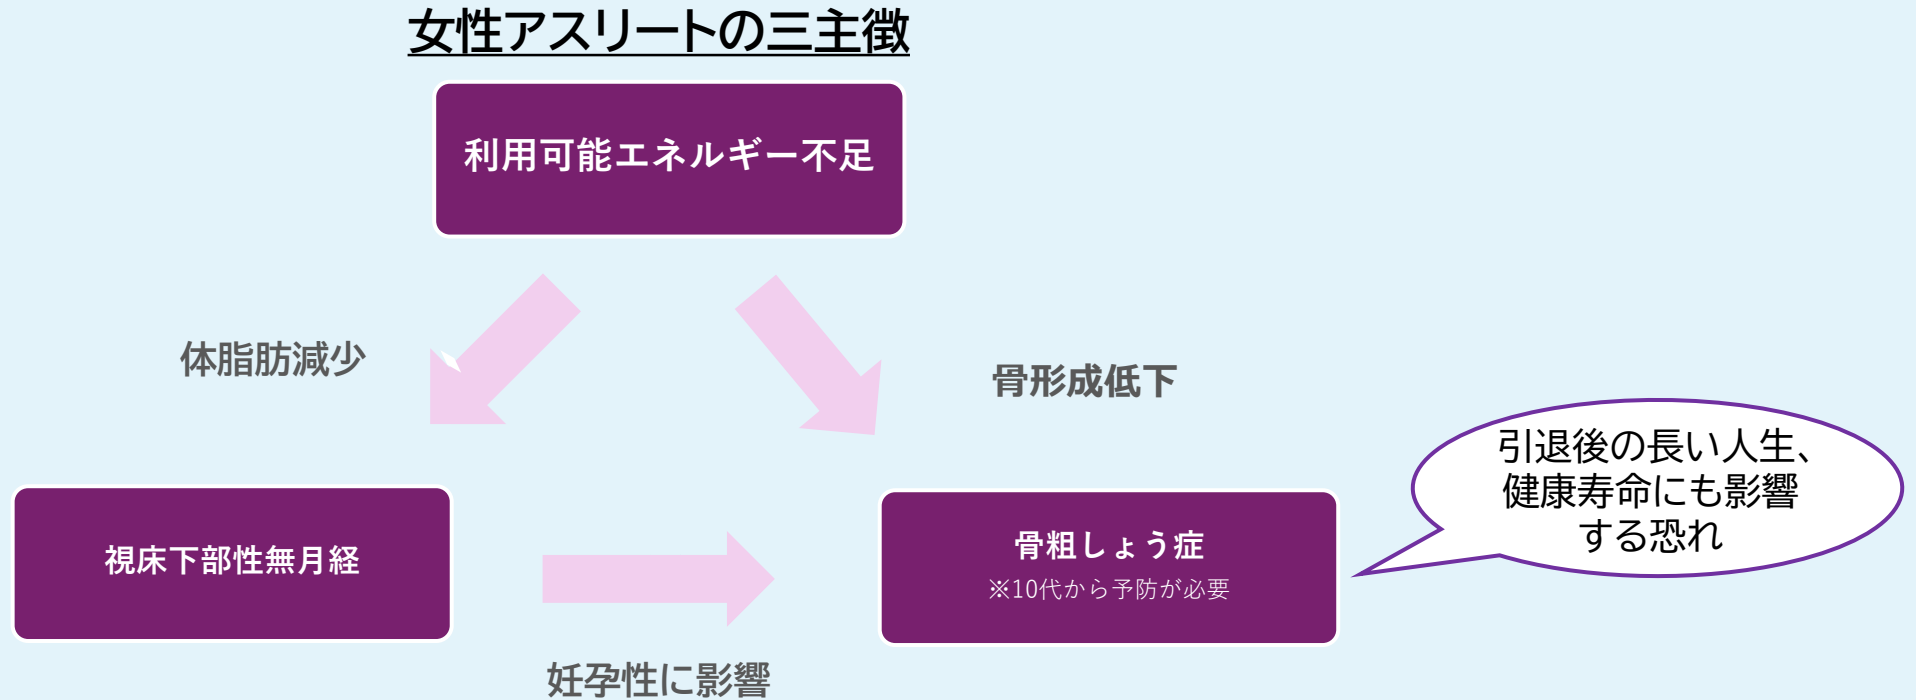 女性アスリートの三主徴
利用可能エネルギー不足
体脂肪減少
骨形成低下
引退後の長い人生、
健康寿命にも影響
する恐れ
視床下部性無月経
骨粗しょう症
※10代から予防が必要
妊孕性に影響